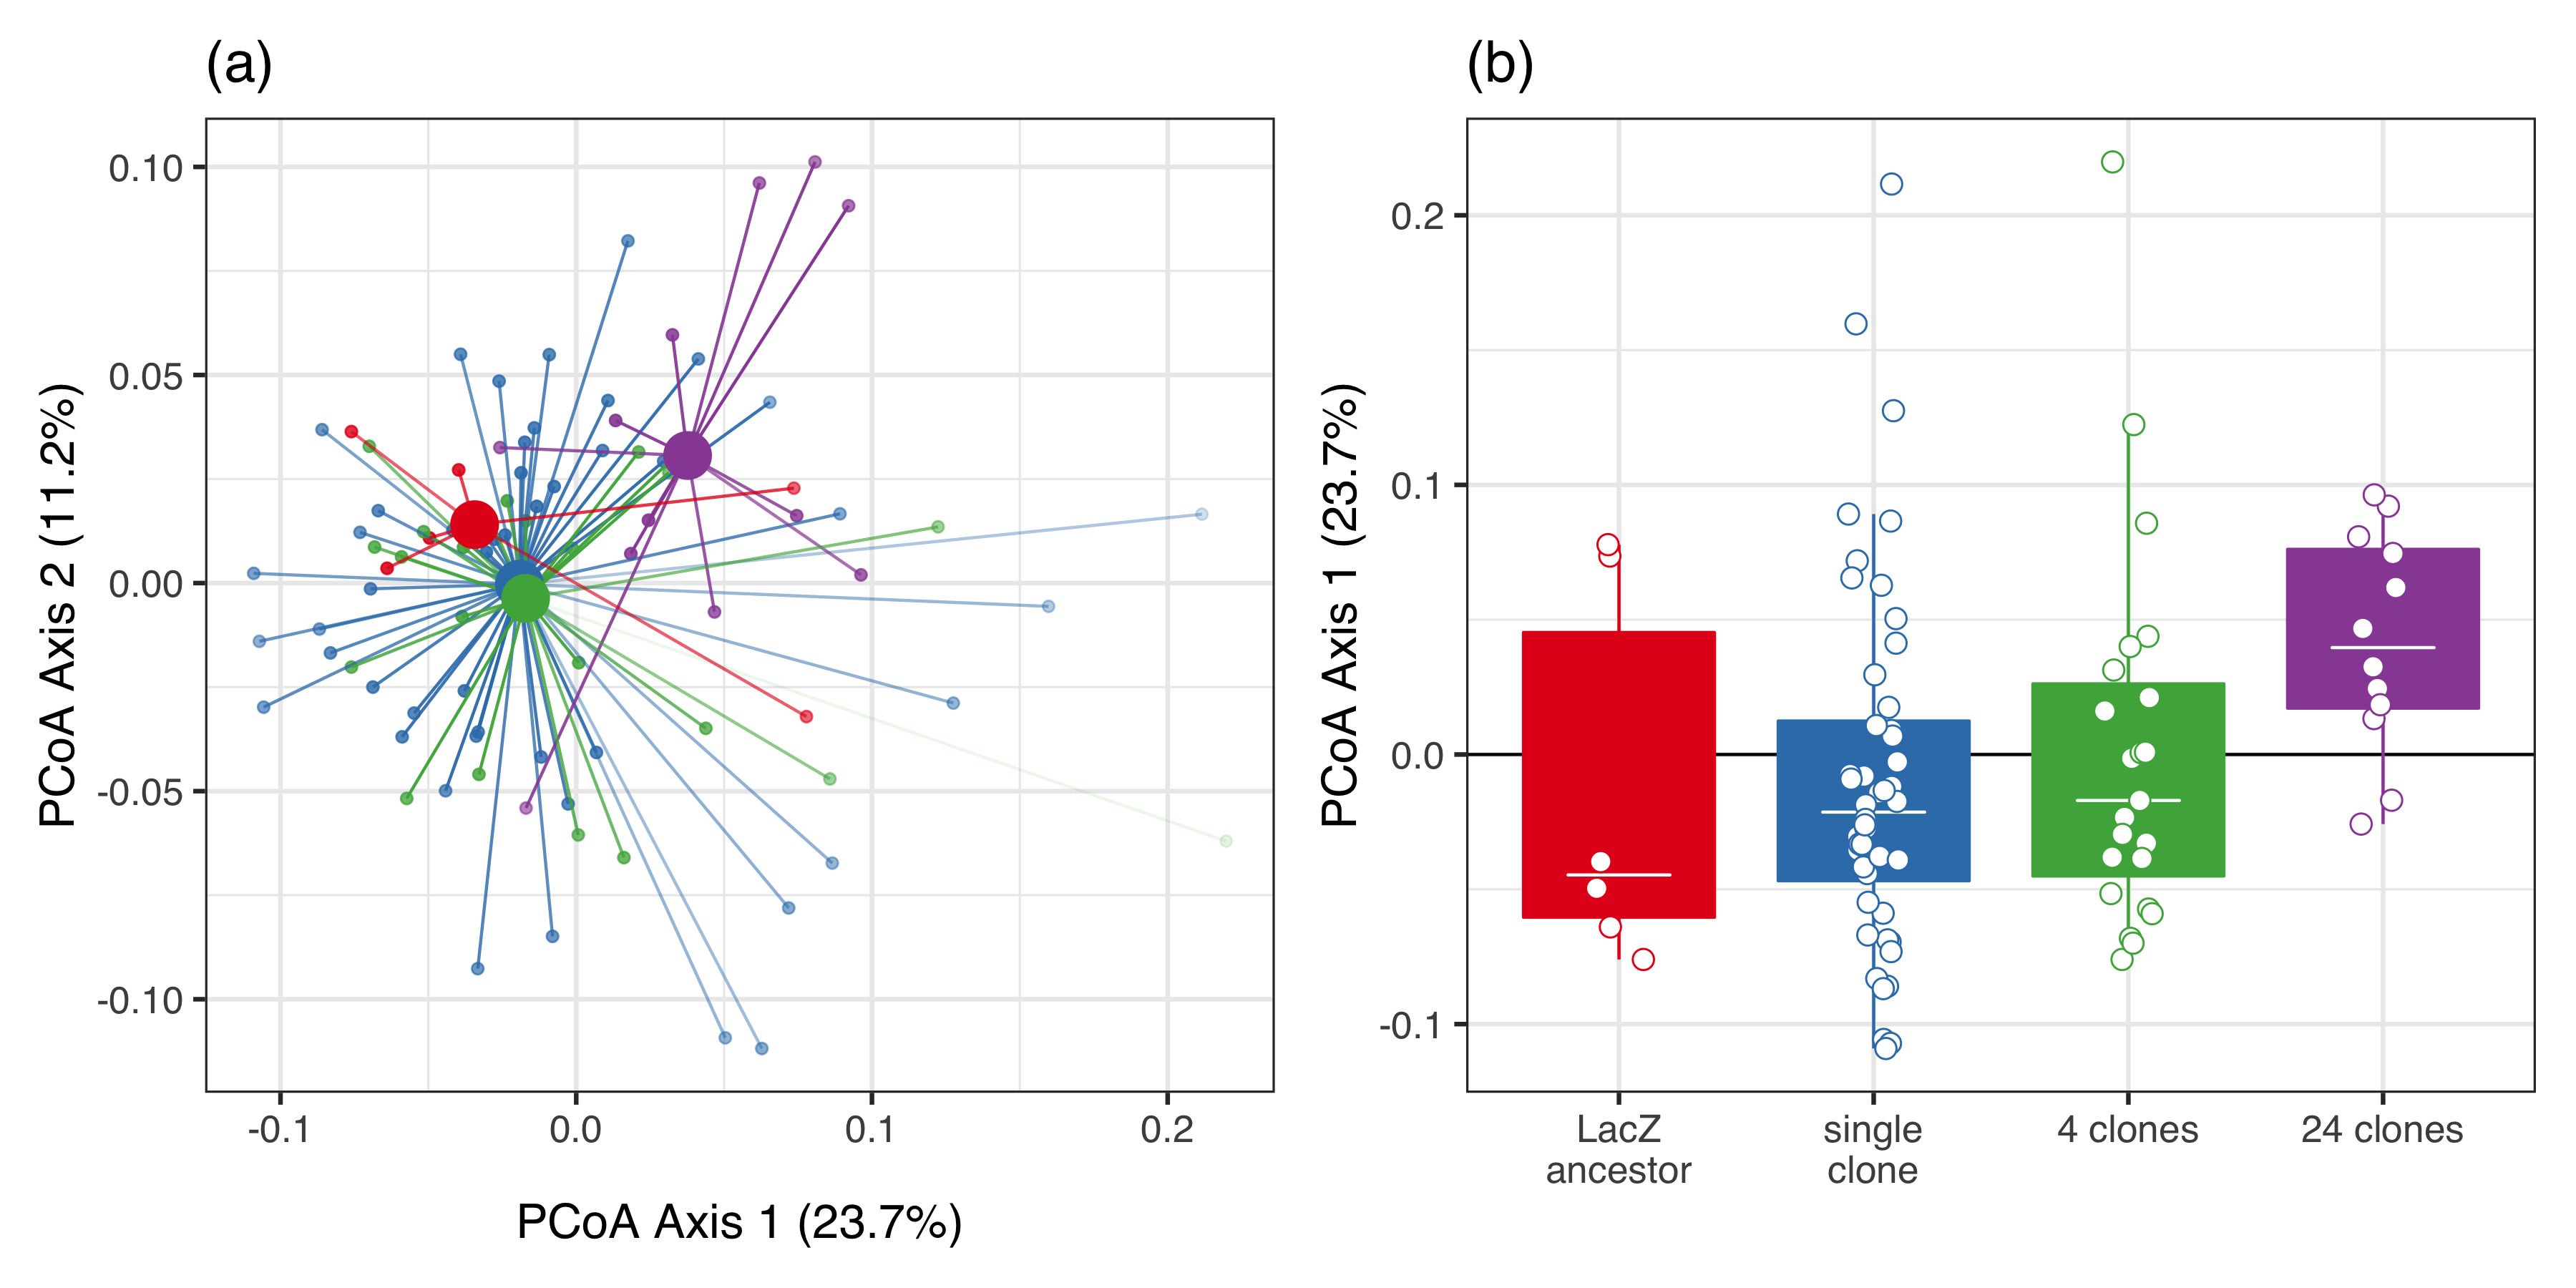 (a)
PCoA Axis 2 (11.2%)
0.10
0.05
0.00
-0.05
-0.10
-0.1 0.0 0.1 0.2
PCoA Axis 1 (23.7%)
(b)
PCoA Axis 1 (23.7%)
0.2
0.1
0.0
-0.1
LacZ ancestor
single clone
4 clones
24 clones